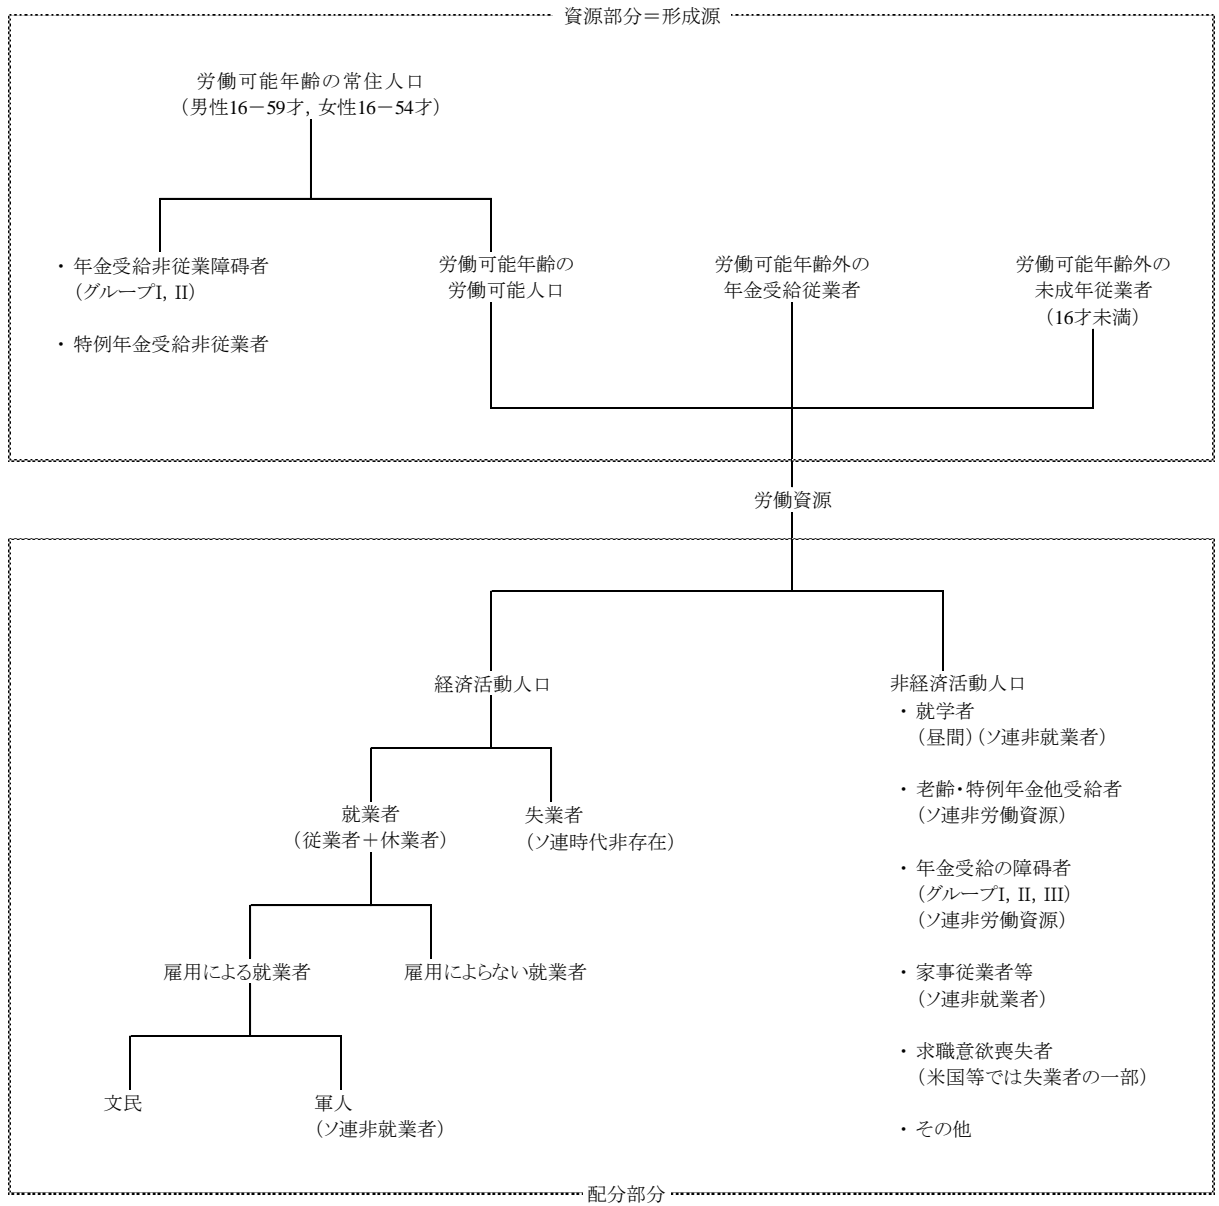 資源部分＝形成源
労働可能年齢の常住人口
（男性16－59才，女性16－54才）
・年金受給非従業障碍者
（グループI，II）
・特例年金受給非従業者
労働可能年齢の
労働可能人口
労働可能年齢外の
年金受給従業者
労働可能年齢外の
未成年従業者
（16才未満）
労働資源
経済活動人口
就業者
（従業者＋休業者）
失業者
（ソ連時代非存在）
雇用による就業者
雇用によらない就業者
文民
軍人
（ソ連非就業者）
非経済活動人口
・就学者
（昼間）（ソ連非就業者）
・老齢・特例年金他受給者
（ソ連非労働資源）
・年金受給の障碍者
（グループI，II，III）
（ソ連非労働資源）
・家事従業者等
（ソ連非就業者）
・求職意欲喪失者
（米国等では失業者の一部）
・その他
配分部分